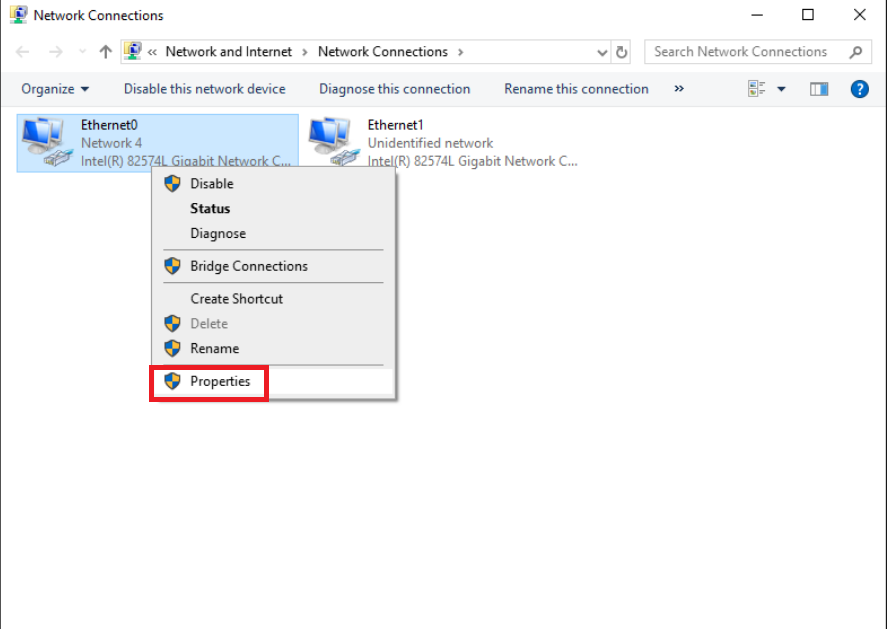 Network Connections
« Network and Internet > Network Connections >
Search Network Connections
Organize Disable this network device Diagnose this connection Rename this connection »
Ethernet0
Network 4
Intel(R) 82574L Gigabit Network C...
Ethernet1
Unidentified network
Intel(R) 82574L Gigabit Network C...
Disable
Status
Diagnose
Bridge Connections
Create Shortcut
Delete
Rename
Properties